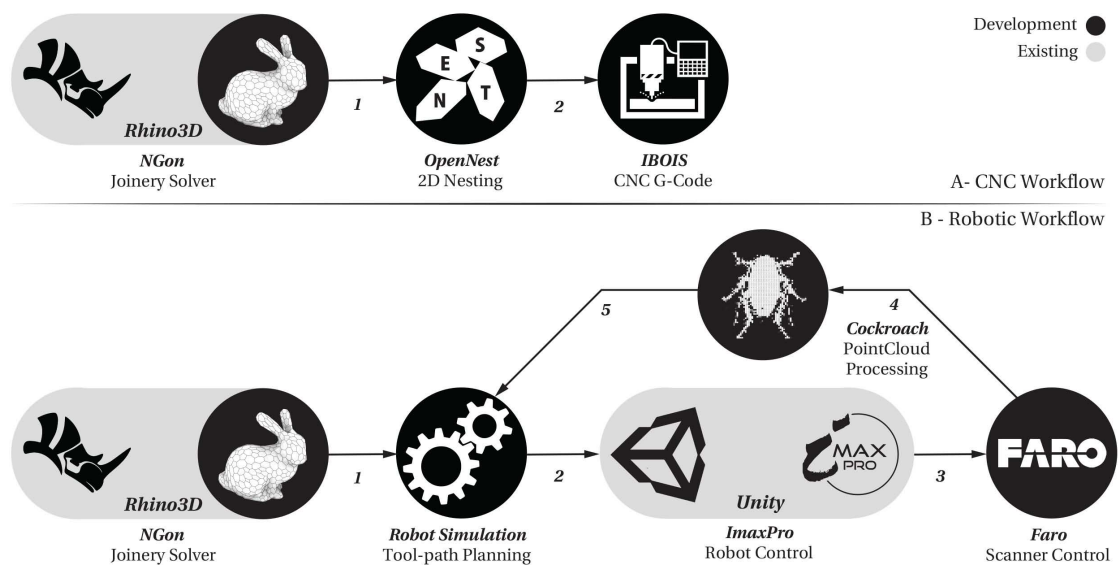 Development
Existing
N E S T
Rhino3D
NGon
Joinery Solver
1
OpenNest
2D Nesting
2
IBOIS
CNC G-Code
A- CNC Workflow
B - Robotic Workflow
5
4
Cockroach
PointCloud
Processing
Rhino3D
NGon
Joinery Solver
1
Robot Simulation
Tool-path Planning
2
MAX
PRO
Unity
ImaxPro
Robot Control
3
FARO
Faro
Scanner Control